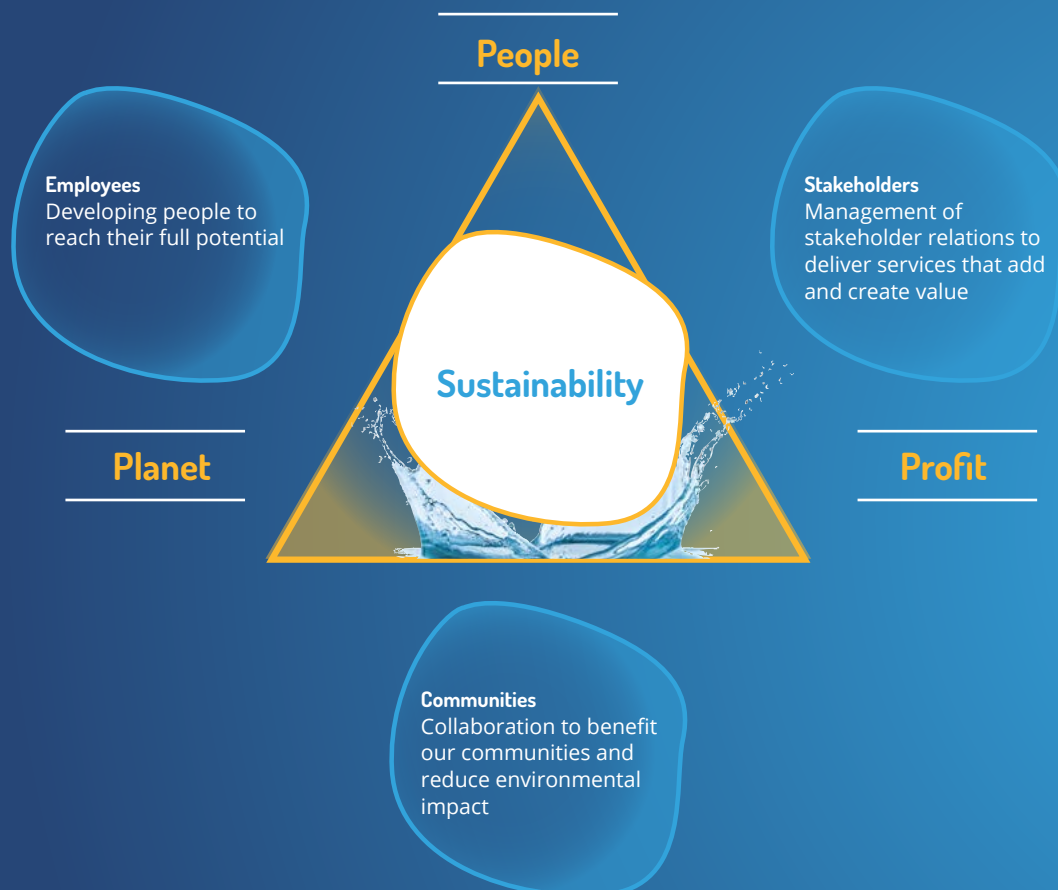 People
Employees
Developing people to
reach their full potential
Stakeholders
Management of
stakeholder relations to
deliver services that add
and create value
Sustainability
Planet
Profit
Communities
Collaboration to benefit
our communities and
reduce environmental
impact